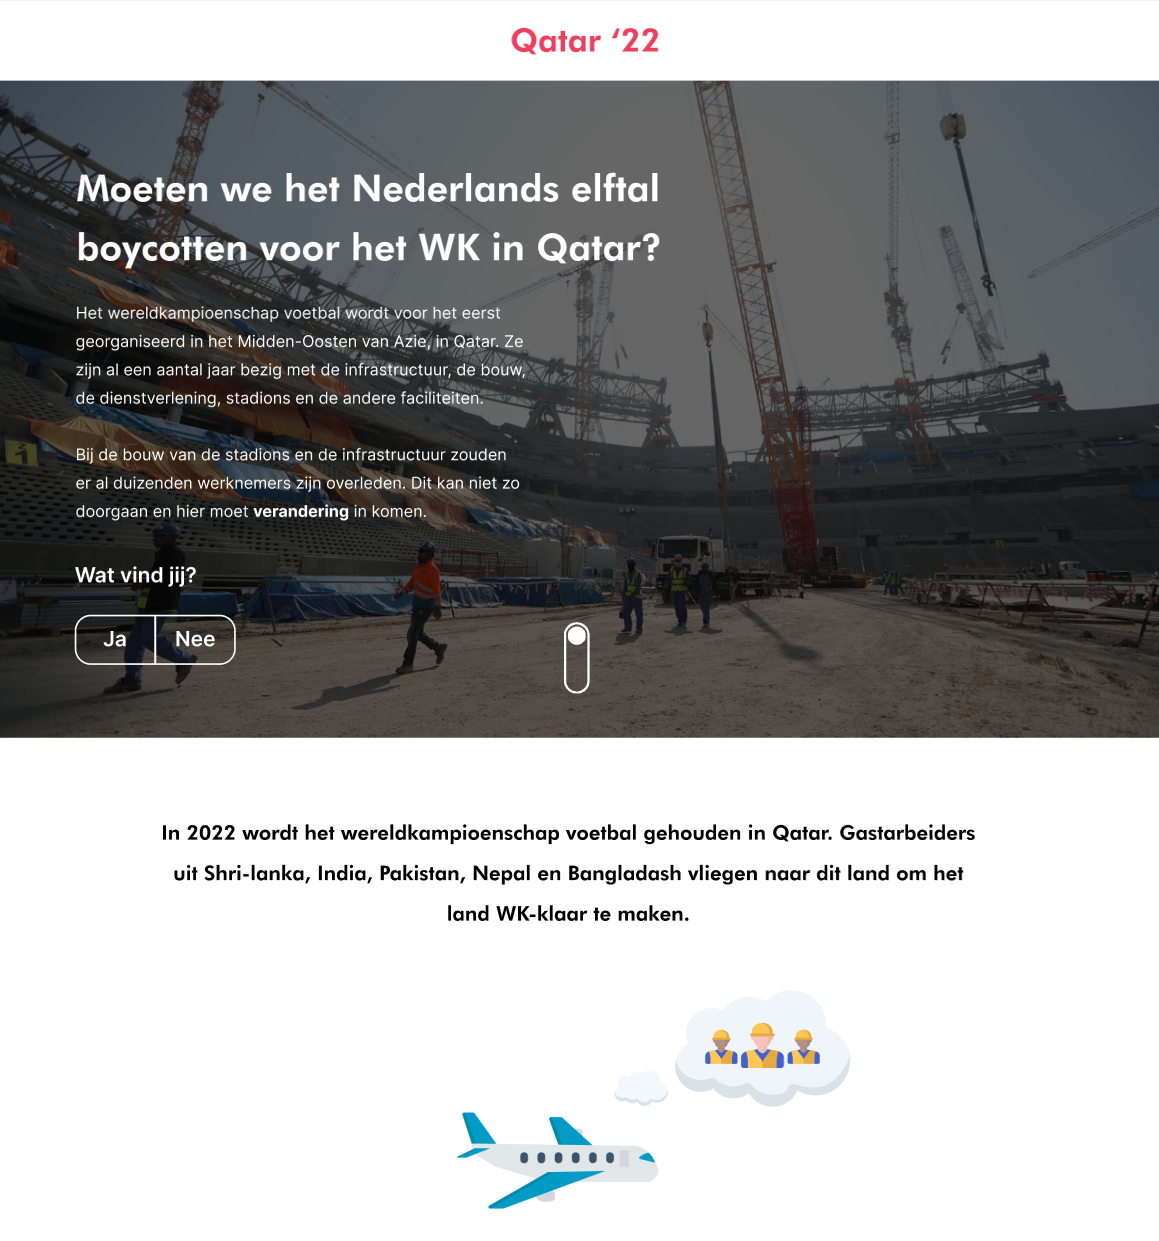 Qatar ‘22
Moeten we het Nederlands elftal
boycotten voor het WK in Qatar?
Het wereldkampioenschap voetbal wordt voor het eerst
georganiseerd in het Midden-Oosten van Azie, in Qatar. Ze
zijn al een aantal jaar bezig met de infrastructuur, de bouw,
de dienstverlening, stadions en de andere faciliteiten.
Bij de bouw van de stadions en de infrastructuur zouden
er al duizenden werknemers zijn overleden. Dit kan niet zo
doorgaan en hier moet verandering in komen.
Wat vind jij?
Ja Nee
In 2022 wordt het wereldkampioenschap voetbal gehouden in Qatar. Gastarbeiders
uit Shri-lanka, India, Pakistan, Nepal en Bangladash vliegen naar dit land om het
land WK-klaar te maken.